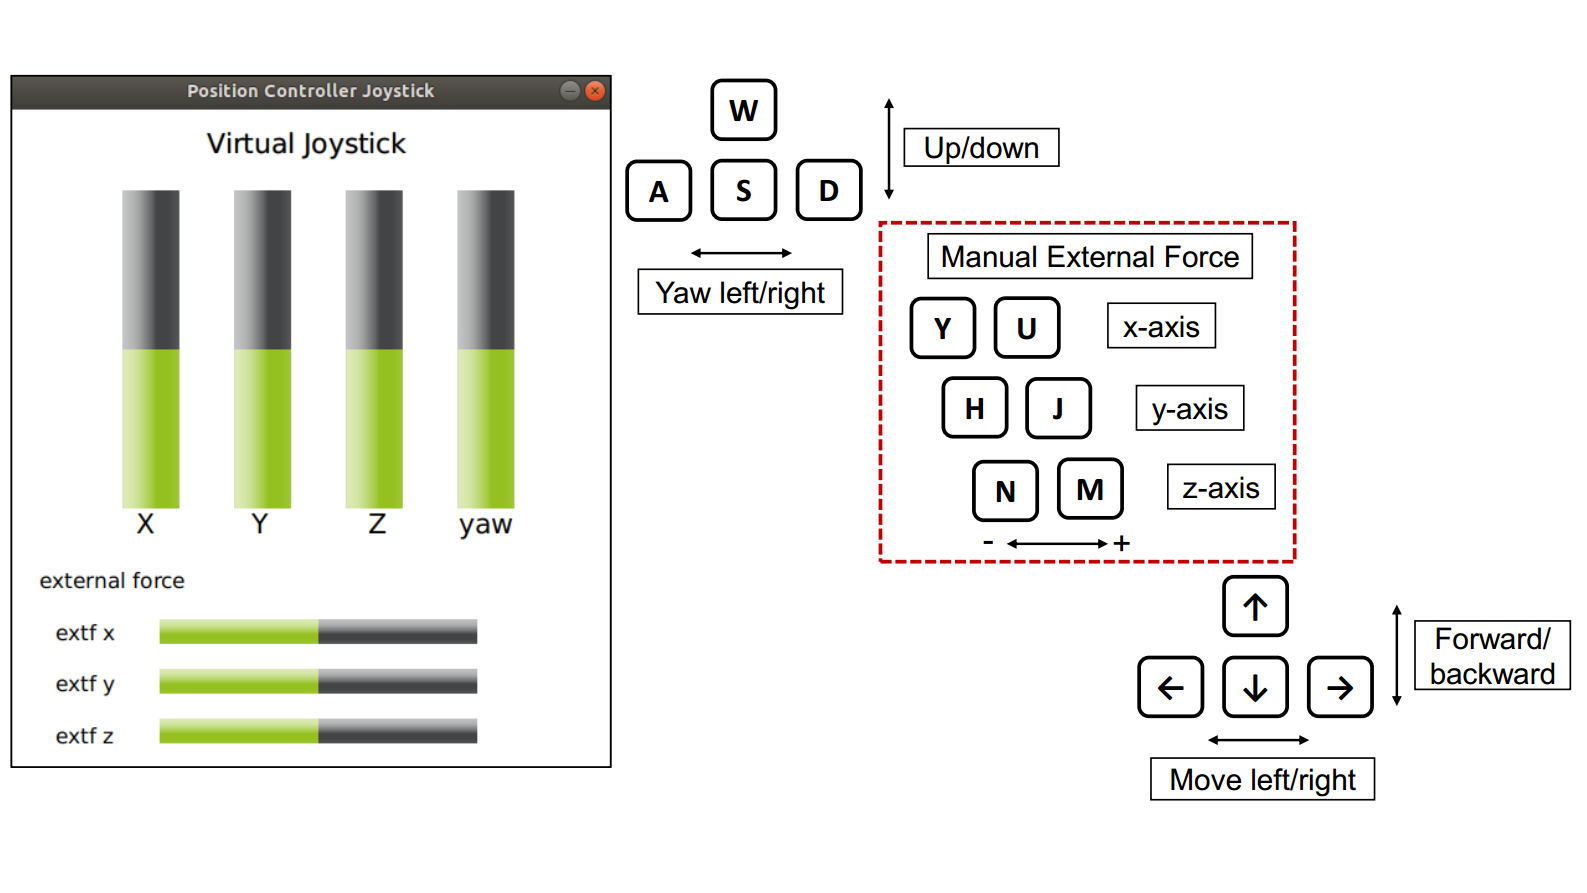 Position Controller Joystick
Virtual Joystick
X Y Z yaw
external force
extf x
extf y
extf z
W
A S D
Up/down
Yaw left/right
Manual External Force
Y U x-axis
H J y-axis
N M z-axis
- +
↑
← ↓ →
Forward/
backward
Move left/right